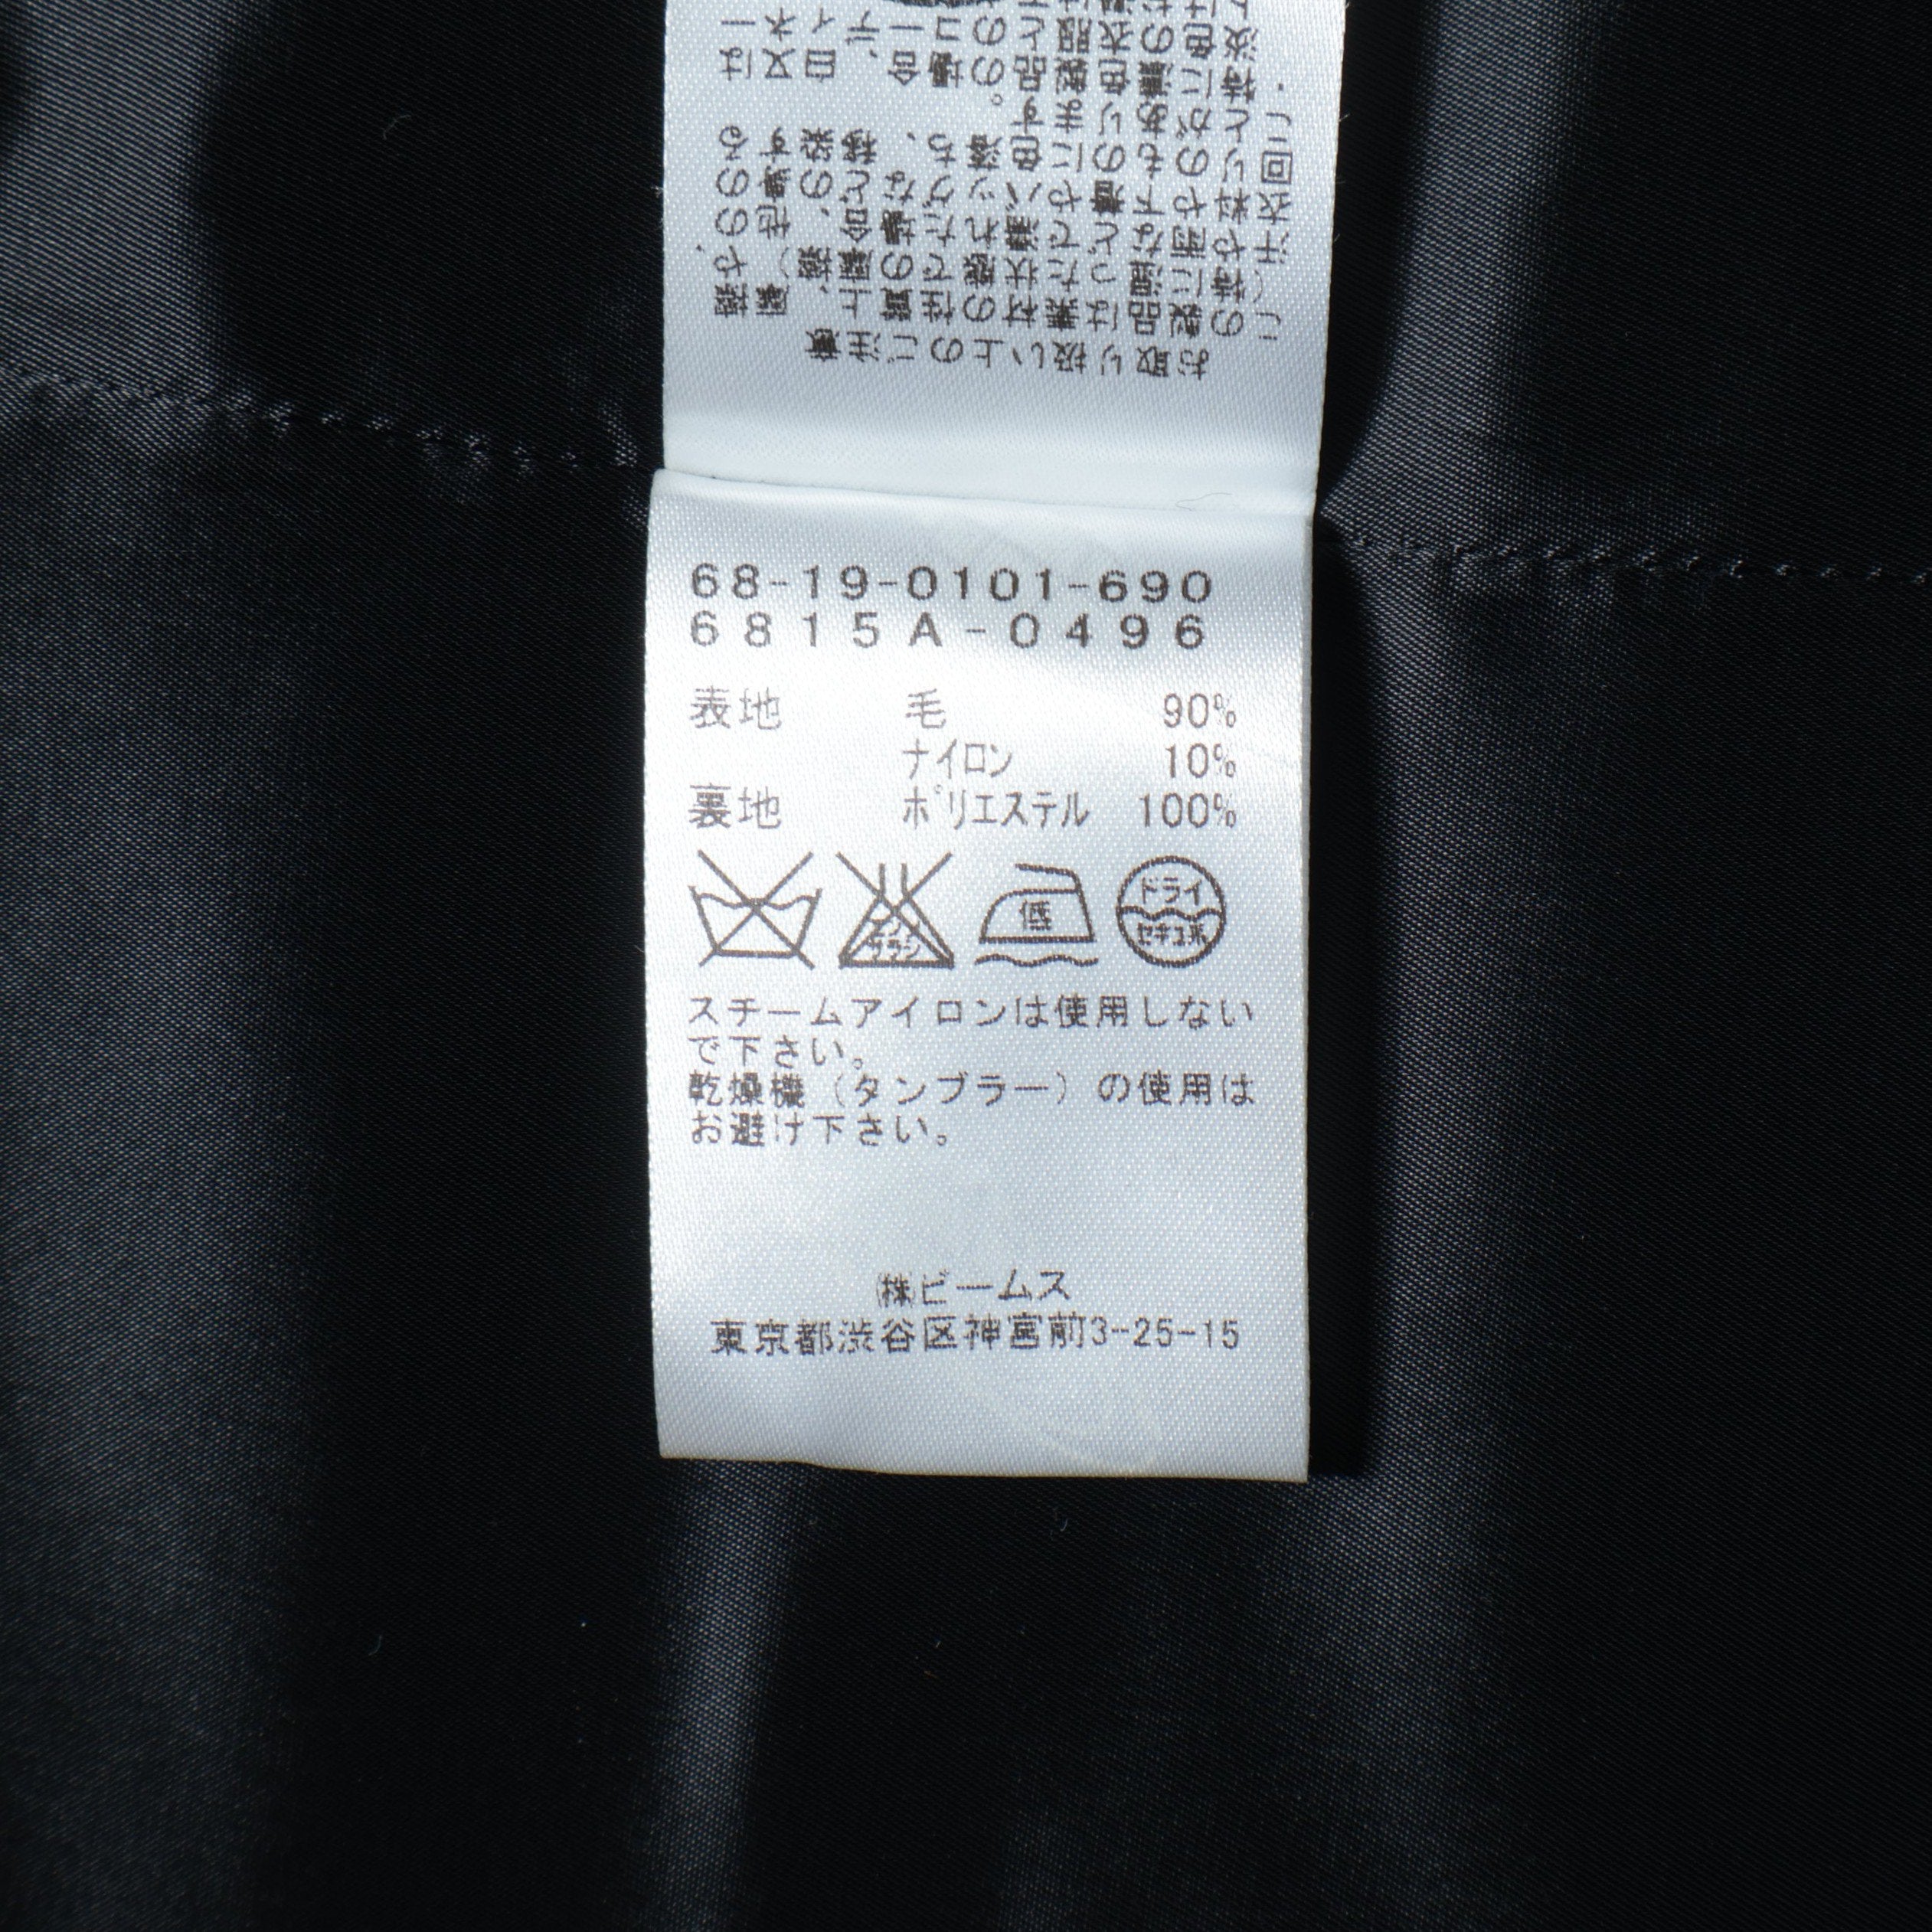 お取り扱い上のご注意
この製品は素材の性質上、摩擦
（特に湿った状態での摩擦）や、
汗や雨などで濡れた場合、他の
衣料や下着やバッグなどの身の
回りのものに色落ち、移染する
ことがあります。
・特に濃色製品の場合、白又は
淡色の衣服とのコーディネー
68-19-0101-690
6815A-0496
表地 毛 90%
ナイロン 10%
裏地 ポリエステル 100%
エンソサラシ 低 ドライ
セキユ系
スチームアイロンは使用しない
で下さい。
乾燥機（タンブラー）の使用は
お避け下さい。
㈱ビームス
東京都渋谷区神宮前3-25-15